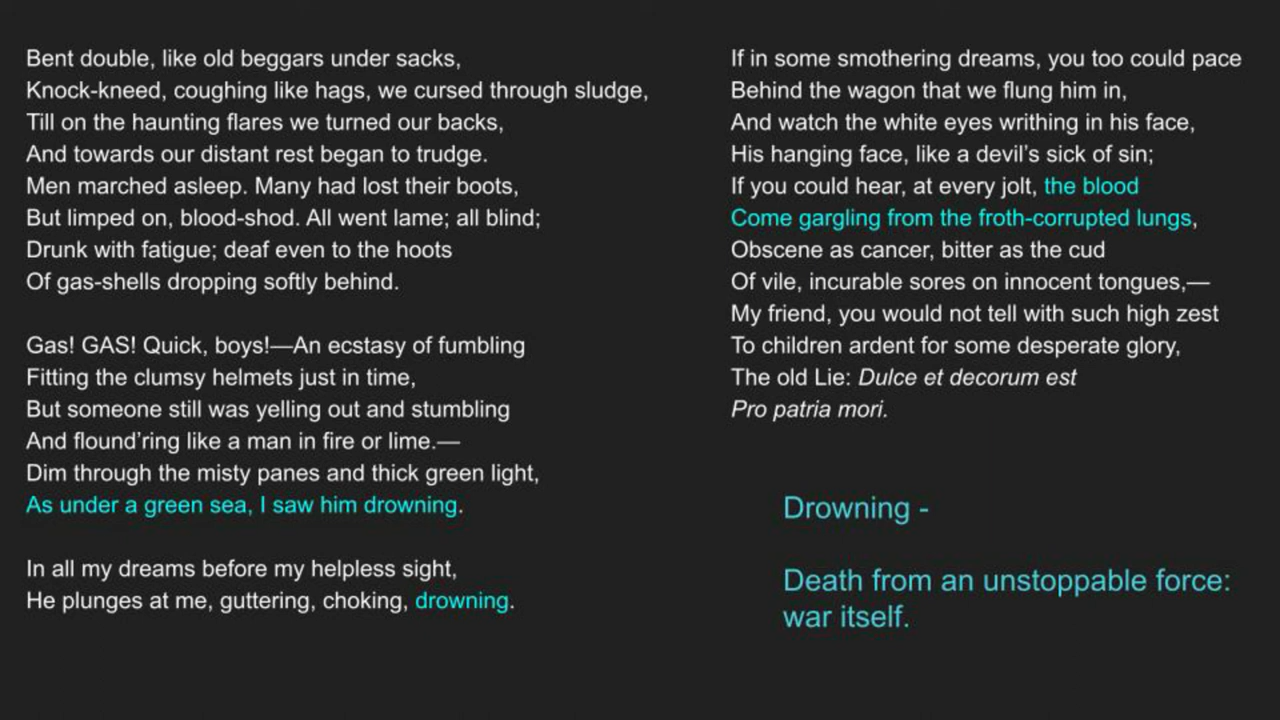 Bent double, like old beggars under sacks,
Knock-kneed, coughing like hags, we cursed through sludge,
Till on the haunting flares we turned our backs,
And towards our distant rest began to trudge.
Men marched asleep. Many had lost their boots,
But limped on, blood-shod. All went lame; all blind;
Drunk with fatigue; deaf even to the hoots
Of gas-shells dropping softly behind.

Gas! GAS! Quick, boys!—An ecstasy of fumbling
Fitting the clumsy helmets just in time,
But someone still was yelling out and stumbling
And flound’ring like a man in fire or lime.—
Dim through the misty panes and thick green light,
As under a green sea, I saw him drowning.

In all my dreams before my helpless sight,
He plunges at me, guttering, choking, drowning.

If in some smothering dreams, you too could pace
Behind the wagon that we flung him in,
And watch the white eyes writhing in his face,
His hanging face, like a devil’s sick of sin;
If you could hear, at every jolt, the blood
Come gargling from the froth-corrupted lungs,
Obscene as cancer, bitter as the cud
Of vile, incurable sores on innocent tongues,—
My friend, you would not tell with such high zest
To children ardent for some desperate glory,
The old Lie: Dulce et decorum est
Pro patria mori.

Drowning -

Death from an unstoppable force:
war itself.